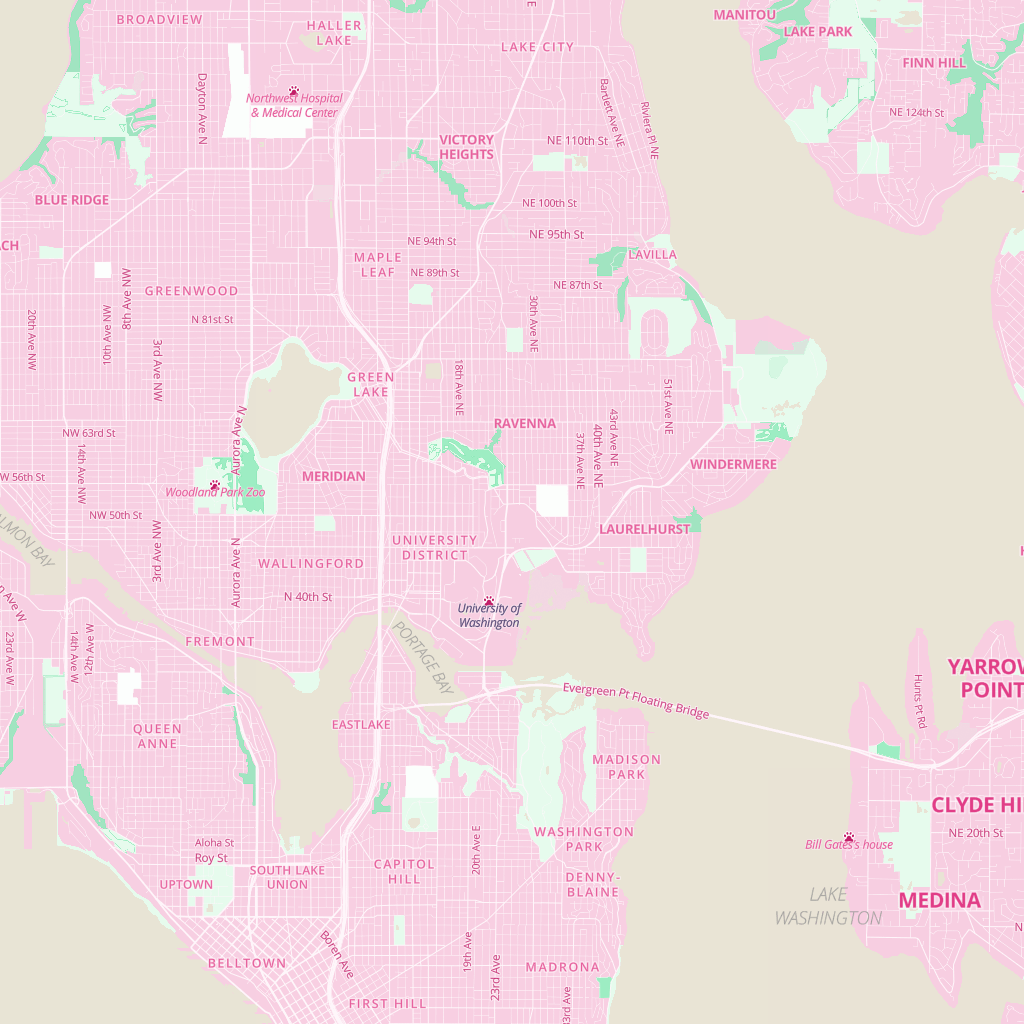 BROADVIEW
HALLER
LAKE
LAKE CITY
MANITOU
LAKE PARK
FINN HILL
Dayton Ave N
Northwest Hospital
& Medical Center
Bartlett Ave NE
Riviera Pl NE
NE 124th St
VICTORY
HEIGHTS
NE 110th St
BLUE RIDGE
NE 100th St
NE 94th St
NE 95th St
ACH
MAPLE
LEAF
LAVILLA
NE 89th St
NE 87th St
GREENWOOD
8th Ave NW
10th Ave NW
20th Ave NW
N 81st St
30th Ave NE
3rd Ave NW
GREEN
LAKE
18th Ave NE
51st Ave NE
RAVENNA
43rd Ave NE
40th Ave NE
37th Ave NE
NW 63rd St
Aurora Ave N
14th Ave NW
MERIDIAN
WINDERMERE
W 56th St
Woodland Park Zoo
NW 50th St
LAURELHURST
ALMON BAY
3rd Ave NW
Aurora Ave N
UNIVERSITY
DISTRICT
WALLINGFORD
N 40th St
n Ave W
University of
Washington
FREMONT
PORTAGE BAY
23rd Ave W
14th Ave W
12th Ave W
YARROW
POINT
Hunts Pt Rd
Evergreen Pt Floating Bridge
QUEEN
ANNE
EASTLAKE
MADISON
PARK
CLYDE HI
NE 20th St
WASHINGTON
PARK
Bill Gates's house
Aloha St
Roy St
20th Ave E
CAPITOL
HILL
SOUTH LAKE
UNION
UPTOWN
DENNY-
BLAINE
LAKE
WASHINGTON
MEDINA
N
Boren Ave
BELLTOWN
19th Ave
23rd Ave
MADRONA
33rd Ave
FIRST HILL